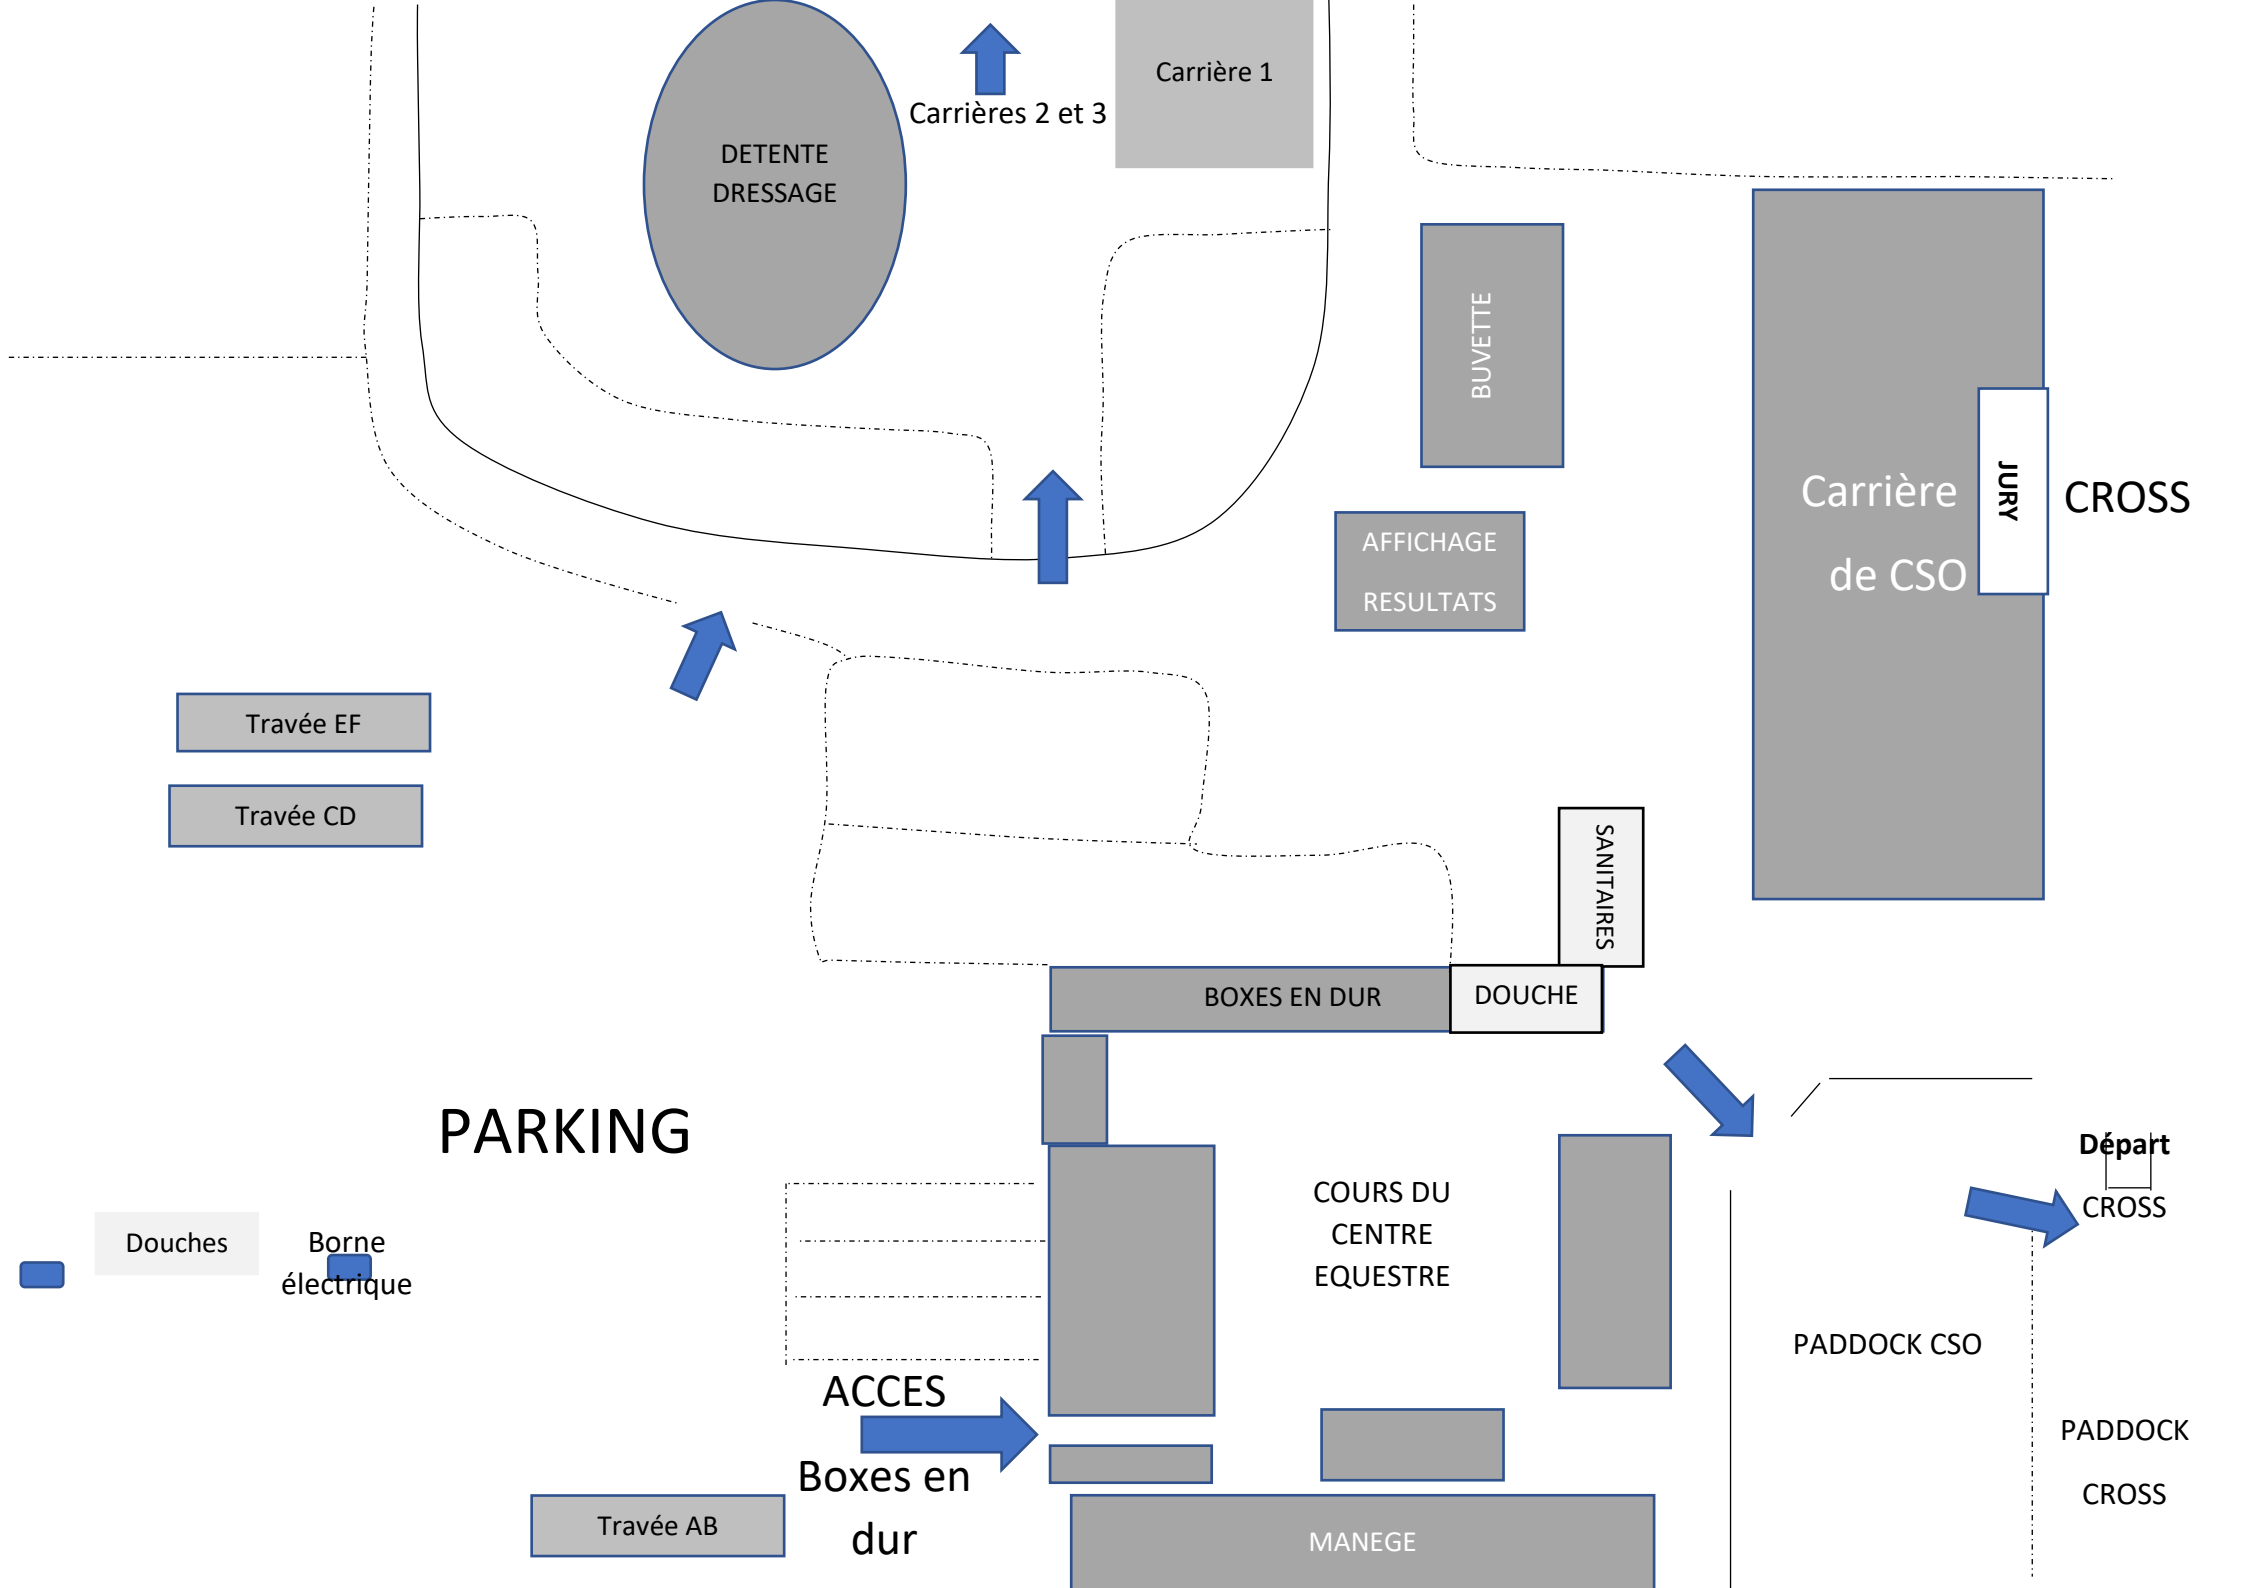 Carrière 1
Carrières 2 et 3
DETENTE
DRESSAGE
BUVETTE
Carrière
de CSO
JURY
CROSS
AFFICHAGE
RESULTATS
Travée EF
Travée CD
SANITAIRES
BOXES EN DUR
DOUCHE
PARKING
Départ
CROSS
COURS DU
CENTRE
EQUESTRE
Douches
Borne
électrique
PADDOCK CSO
ACCES
Boxes en
dur
PADDOCK
CROSS
Travée AB
MANEGE